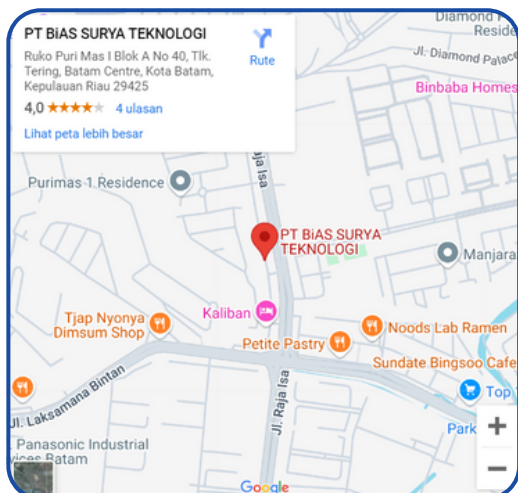 PT BiAS SURYA TEKNOLOGI
Ruko Puri Mas I Blok A No 40, Tlk.
Tering, Batam Centre, Kota Batam,
Kepulauan Riau 29425
4,0 4 ulasan
Lihat peta lebih besar
Rute
Diamond
Reside
Jl. Diamond Palace
Binbaba Homes
Jl. Raja Isa
Purimas 1 Residence
PT BiAS SURYA
TEKNOLOGI
Manjara
Kaliban
Tjap Nyonya
Dimsum Shop
Noods Lab Ramen
Petite Pastry
Sundate Bingsoo Cafe
Jl. Laksamana Bintan
Jl. Raja Isa
Top
Park
Panasonic Industrial
vices Batam
+
−
Google